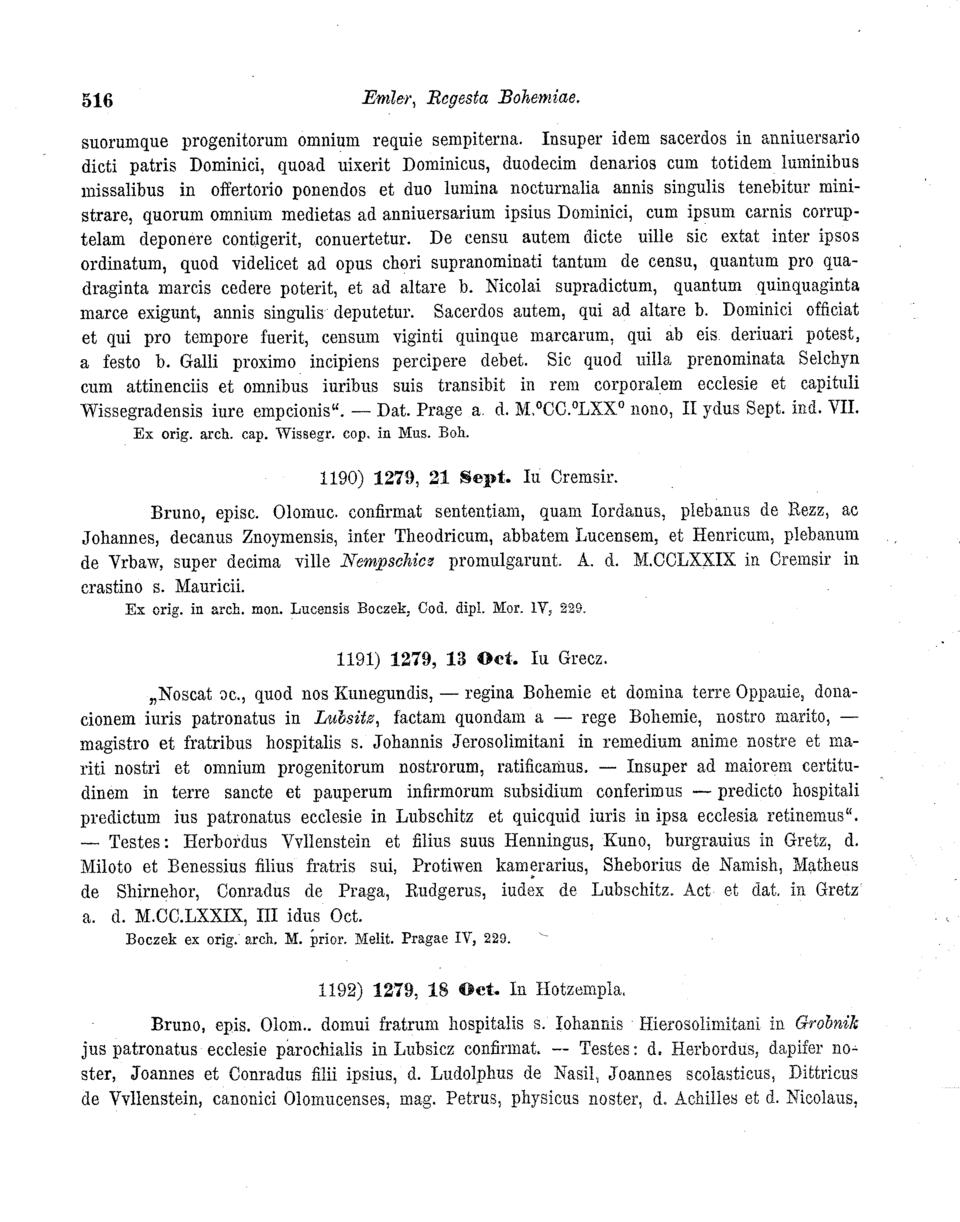 516 Emler, Regesta Bohemiae.
suorumque progenitorum omnium requie sempiterna. Insuper idem sacerdos in anniuersario
dicti patris Dominici, quoad uixerit Dominicus, duodecim denarios cum totidem luminibus
missalibus in offertorio ponendos et duo lumina nocturnalia annis singulis tenebitur mini-
strare, quorum omnium medietas ad anniuersarium ipsius Dominici, cum ipsum carnis corrup-
telam deponere contigerit, conuertetur. De censu autem dicte uille sic extat inter ipsos
ordinatum, quod videlicet ad opus chori supranominati tantum de censu, quantum pro qua-
draginta marcis cedere poterit, et ad altare b. Nicolai supradictum, quantum quinquaginta
marce exigunt, annis singulis deputetur. Sacerdos autem, qui ad altare b. Dominici officiat
et qui pro tempore fuerit, censum viginti quinque marcarum, qui ab eis deriuari potest,
a festo b. Galli proximo incipiens percipere debet. Sic quod uilla prenominata Selchyn
cum attinenciis et omnibus iuribus suis transibit in rem corporalem ecclesie et capituli
Wissegradensis iure empcionis“. — Dat. Prage a. d. M.⁰CC.⁰LXX⁰ nono, II ydus Sept. ind. VII.
Ex orig. arch. cap. Wissegr. cop. in Mus. Boh.
1190) 1279, 21 Sept. Iu Cremsir.
Bruno, episc. Olomuc. confirmat sententiam, quam Iordanus, plebanus de Rezz, ac
Johannes, decanus Znoymensis, inter Theodricum, abbatem Lucensem, et Henricum, plebanum
de Vrbaw, super decima ville Nempschicz promulgarunt. A. d. M.CCLXXIX in Cremsir in
crastino s. Mauricii.
Ex orig. in arch. mon. Lucensis Boczek, Cod. dipl. Mor. IV, 229.
1191) 1279, 13 Oct. Iu Grecz.
„Noscat ɔc., quod nos Kunegundis, — regina Bohemie et domina terre Oppauie, dona-
cionem iuris patronatus in Lubsitz, factam quondam a — rege Bohemie, nostro marito, —
magistro et fratribus hospitalis s. Johannis Jerosolimitani in remedium anime nostre et ma-
riti nostri et omnium progenitorum nostrorum, ratificamus. — Insuper ad maiorem certitu-
dinem in terre sancte et pauperum infirmorum subsidium conferimus — predicto hospitali
predictum ius patronatus ecclesie in Lubschitz et quicquid iuris in ipsa ecclesia retinemus“.
— Testes: Herbordus Vvllenstein et filius suus Henningus, Kuno, burgrauius in Gretz, d.
Miloto et Benessius filius fratris sui, Protiwen kamerarius, Sheborius de Namish, Matheus
de Shirnehor, Conradus de Praga, Rudgerus, iudex de Lubschitz. Act et dat. in Gretz
a. d. M.CC.LXXIX, III idus Oct.
Boczek ex orig. arch. M. prior. Melit. Pragae IV, 229.
1192) 1279, 18 Oct. In Hotzempla.
Bruno, epis. Olom.. domui fratrum hospitalis s. Iohannis Hierosolimitani in Grobnik
jus patronatus ecclesie parochialis in Lubsicz confirmat. — Testes: d. Herbordus, dapifer no-
ster, Joannes et Conradus filii ipsius, d. Ludolphus de Nasil, Joannes scolasticus, Dittricus
de Vvllenstein, canonici Olomucenses, mag. Petrus, physicus noster, d. Achilles et d. Nicolaus,